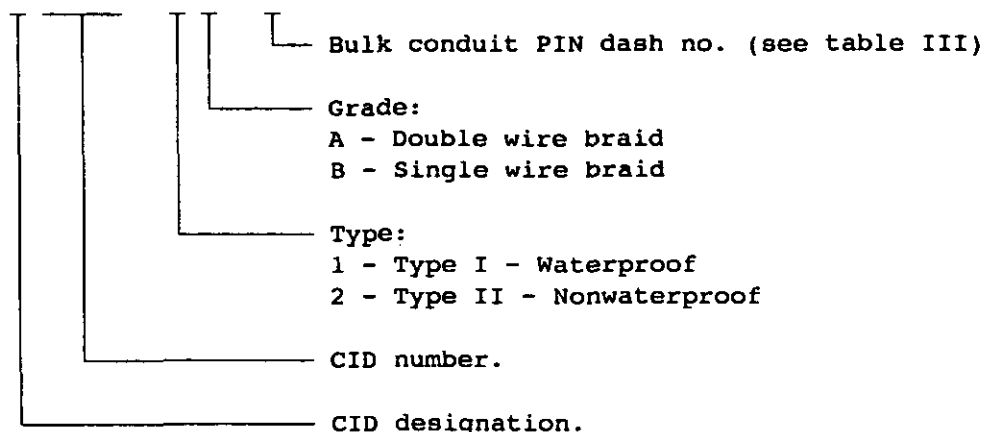 Bulk conduit PIN dash no. (see table III)
Grade:
A - Double wire braid
B - Single wire braid
Type:
1 - Type I - Waterproof
2 - Type II - Nonwaterproof
CID number.
CID designation.